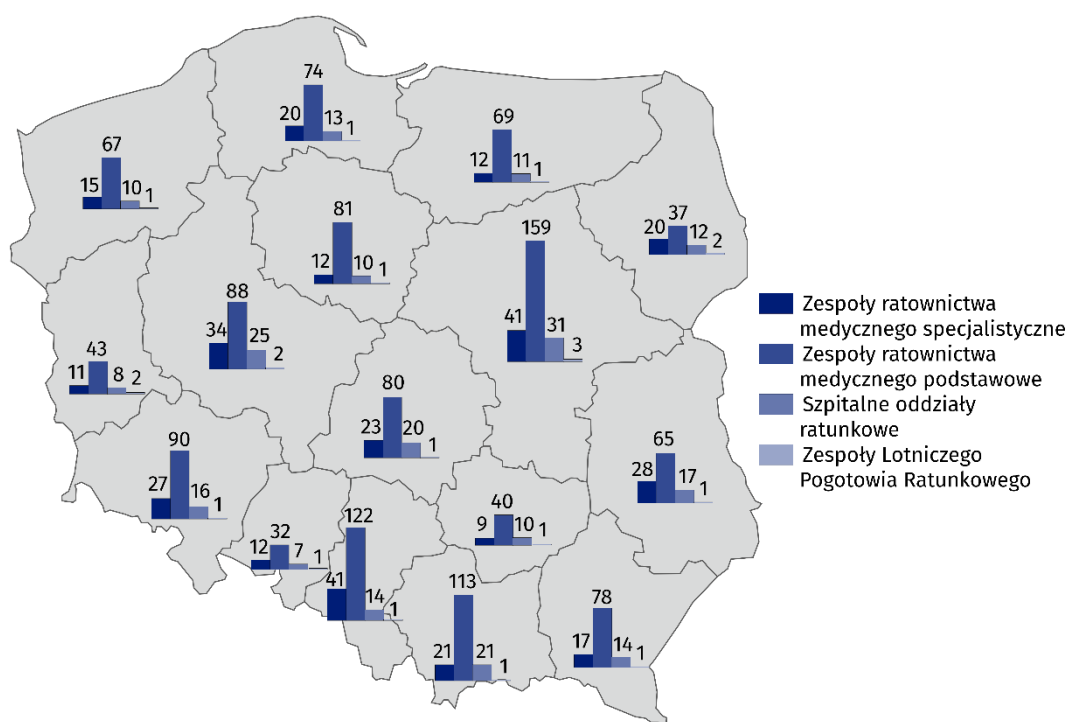 74
20 13 1
69
12 11 1
67
15 10 1
37
20 12 2
81
12 10 1
159
41 31 3
88
34 25 2
43
11 8 2
80
23 20 1
90
27 16 1
65
28 17 1
40
9 10 1
32
12 7 1
122
41 14 1
113
21 21 1
78
17 14 1
Zespoły ratownictwa
medycznego specjalistyczne
Zespoły ratownictwa
medycznego podstawowe
Szpitalne oddziały
ratunkowe
Zespoły Lotniczego
Pogotowia Ratunkowego